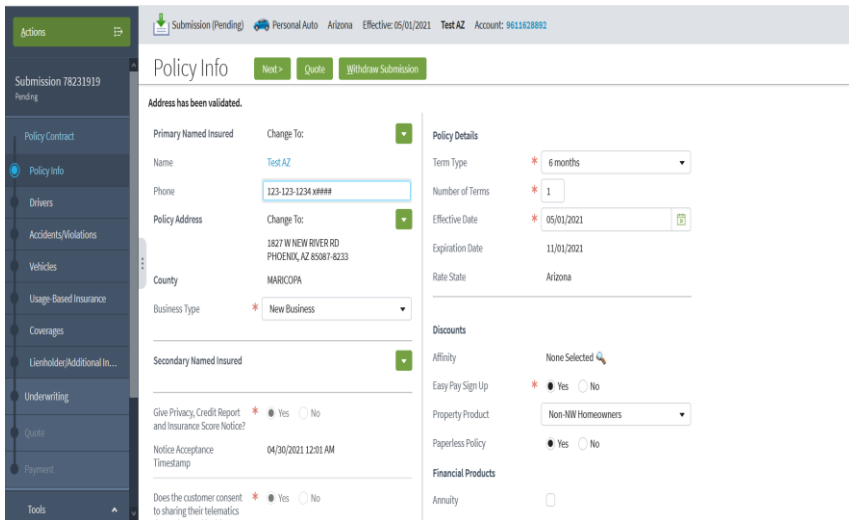 Actions
Submission (Pending) Personal Auto Arizona Effective: 05/01/2021 Test AZ Account: 9611628892
Submission 78231919
Pending
Policy Contract
Policy Info
Drivers
Accidents/Violations
Vehicles
Usage-Based Insurance
Coverages
Lienholder/Additional In...
Underwriting
Quote
Payment
Tools
Policy Info Next > Quote Withdraw Submission
Address has been validated.
Primary Named Insured Change To:
Name Test AZ
Phone 123-123-1234 x####
Policy Address Change To:
1827 W NEW RIVER RD
PHOENIX, AZ 85087-8233
County MARICOPA
Business Type * New Business
Secondary Named Insured
Give Privacy, Credit Report * Yes No
and Insurance Score Notice?
Notice Acceptance 04/30/2021 12:01 AM
Timestamp
Does the customer consent * Yes No
to sharing their telematics
Policy Details
Term Type * 6 months
Number of Terms * 1
Effective Date * 05/01/2021
Expiration Date 11/01/2021
Rate State Arizona
Discounts
Affinity None Selected
Easy Pay Sign Up * Yes No
Property Product Non-NW Homeowners
Paperless Policy Yes No
Financial Products
Annuity